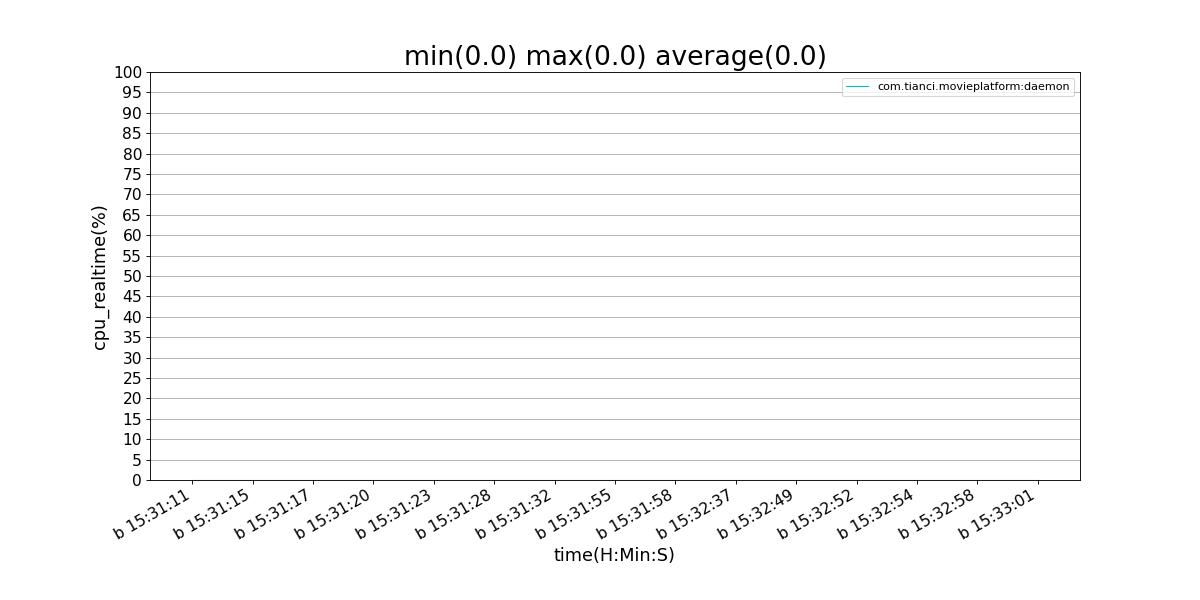 min(0.0) max(0.0) average(0.0)
com.tianci.movieplatform:daemon
cpu_realtime(%)
100
95
90
85
80
75
70
65
60
55
50
45
40
35
30
25
20
15
10
5
0
b 15:31:11
b 15:31:15
b 15:31:17
b 15:31:20
b 15:31:23
b 15:31:28
b 15:31:32
b 15:31:55
b 15:31:58
b 15:32:37
b 15:32:49
b 15:32:52
b 15:32:54
b 15:32:58
b 15:33:01
time(H:Min:S)